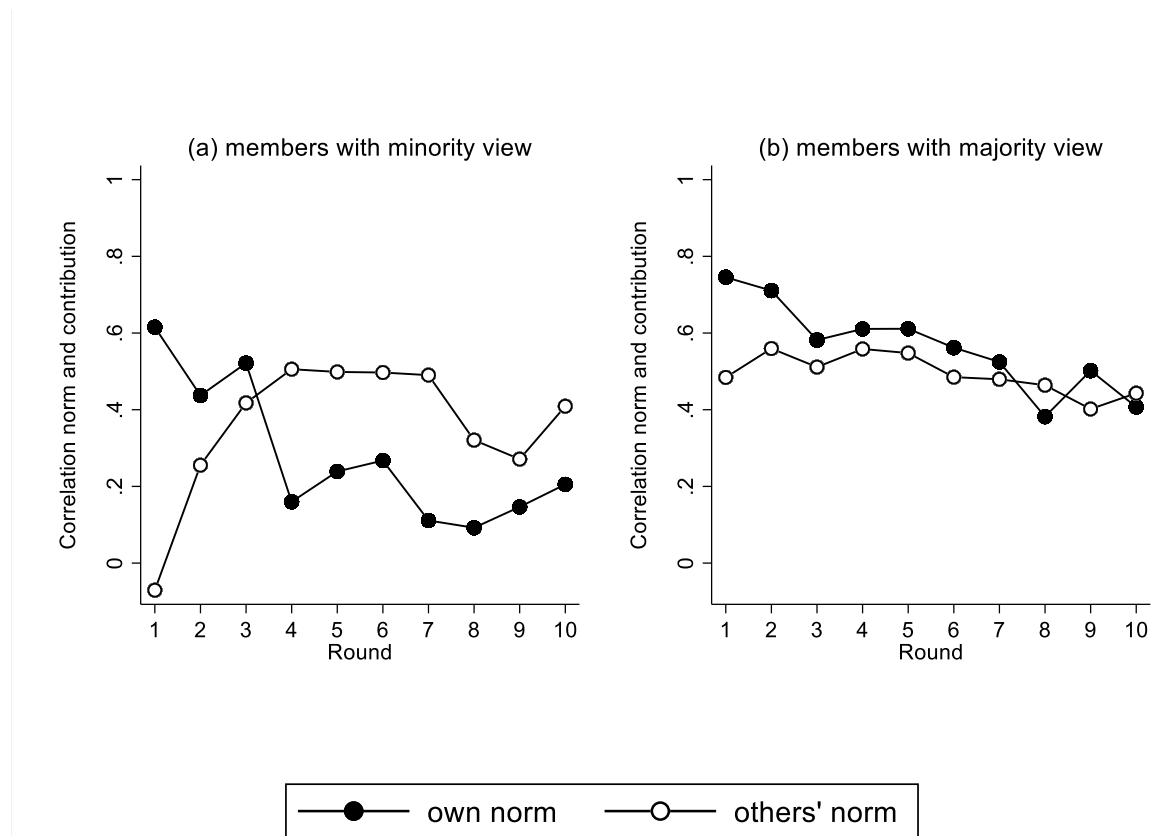 (a) members with minority view
Correlation norm and contribution
1
.8
.6
.4
.2
0
1 2 3 4 5 6 7 8 9 10
Round
(b) members with majority view
Correlation norm and contribution
1
.8
.6
.4
.2
0
1 2 3 4 5 6 7 8 9 10
Round
own norm others' norm